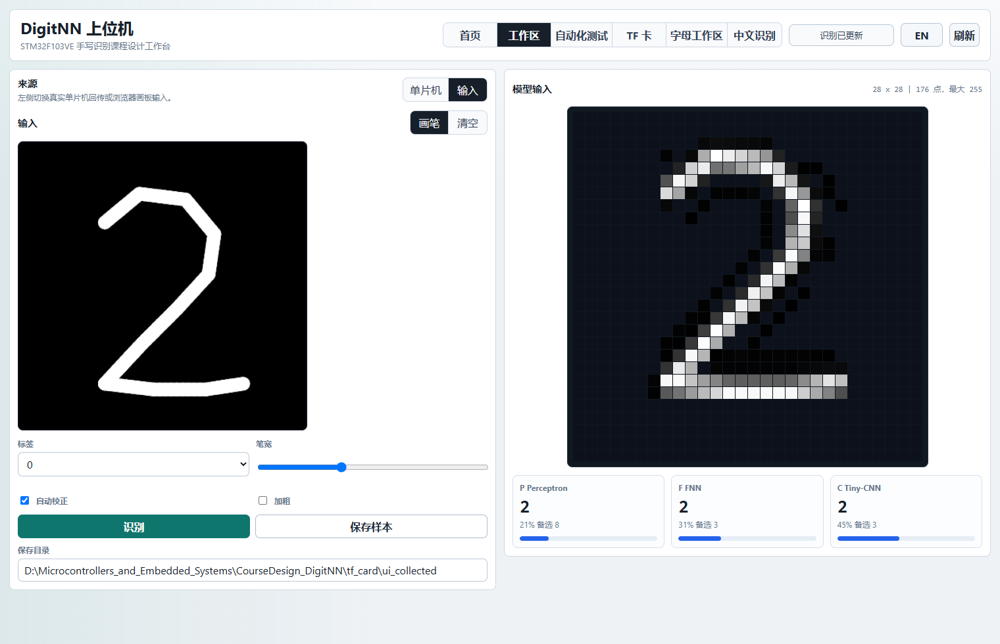 DigitNN 上位机
STM32F103VE 手写识别课程设计工作台
首页 工作区 自动化测试 TF 卡 字母工作区 中文识别 识别已更新 EN 刷新
来源
左侧切换真实单片机回传或浏览器画板输入。
单片机 输入
输入
画笔 清空
2
标签
0
笔宽
自动校正
加粗
识别 保存样本
保存目录
D:\Microcontrollers_and_Embedded_Systems\CourseDesign_DigitNN\tf_card\ui_collected
模型输入
28 x 28 | 176 点, 最大 255
2
P Perceptron
2
21% 备选 8
F FNN
2
31% 备选 3
C Tiny-CNN
2
45% 备选 3